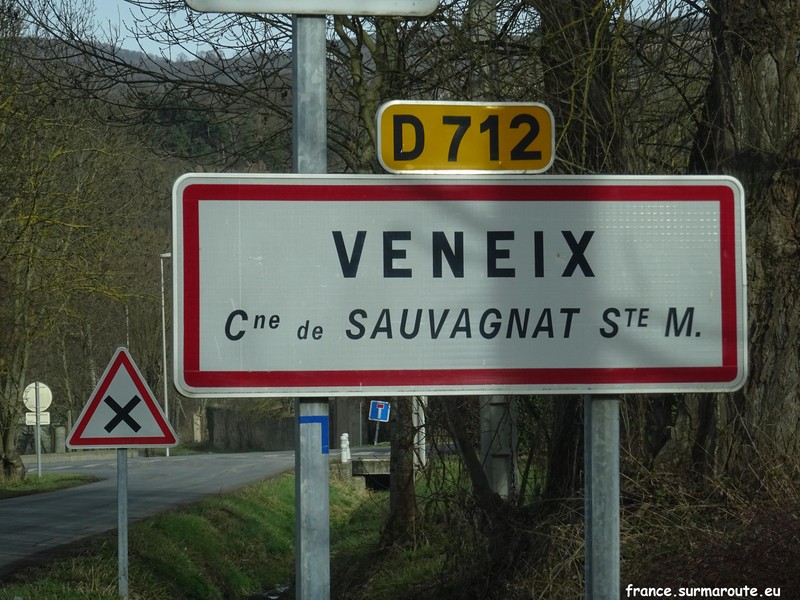 D 712
VENEIX
Cne de SAUVAGNAT STE M.
france.surmaroute.eu